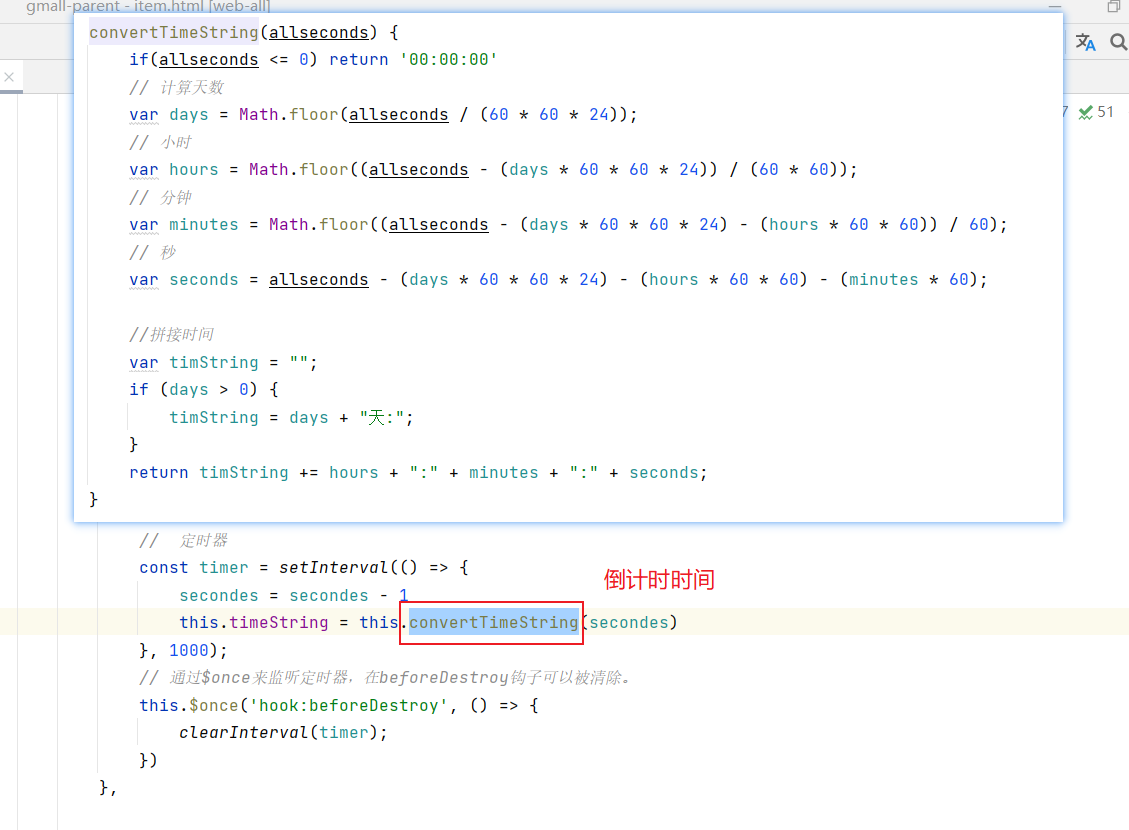 gmall-parent - item.html [web-all]
convertTimeString(allseconds) {
if(allseconds <= 0) return '00:00:00'
// 计算天数
var days = Math.floor(allseconds / (60 * 60 * 24));
// 小时
var hours = Math.floor((allseconds - (days * 60 * 60 * 24)) / (60 * 60));
// 分钟
var minutes = Math.floor((allseconds - (days * 60 * 60 * 24) - (hours * 60 * 60)) / 60);
// 秒
var seconds = allseconds - (days * 60 * 60 * 24) - (hours * 60 * 60) - (minutes * 60);
//拼接时间
var timString = "";
if (days > 0) {
timString = days + "天:";
}
return timString += hours + ":" + minutes + ":" + seconds;
}
7 51
// 定时器
const timer = setInterval(() => {
secondes = secondes - 1
倒计时时间
this.timeString = this.convertTimeString(secondes)
}, 1000);
// 通过$once来监听定时器，在beforeDestroy钩子可以被清除。
this.$once('hook:beforeDestroy', () => {
clearInterval(timer);
})
},